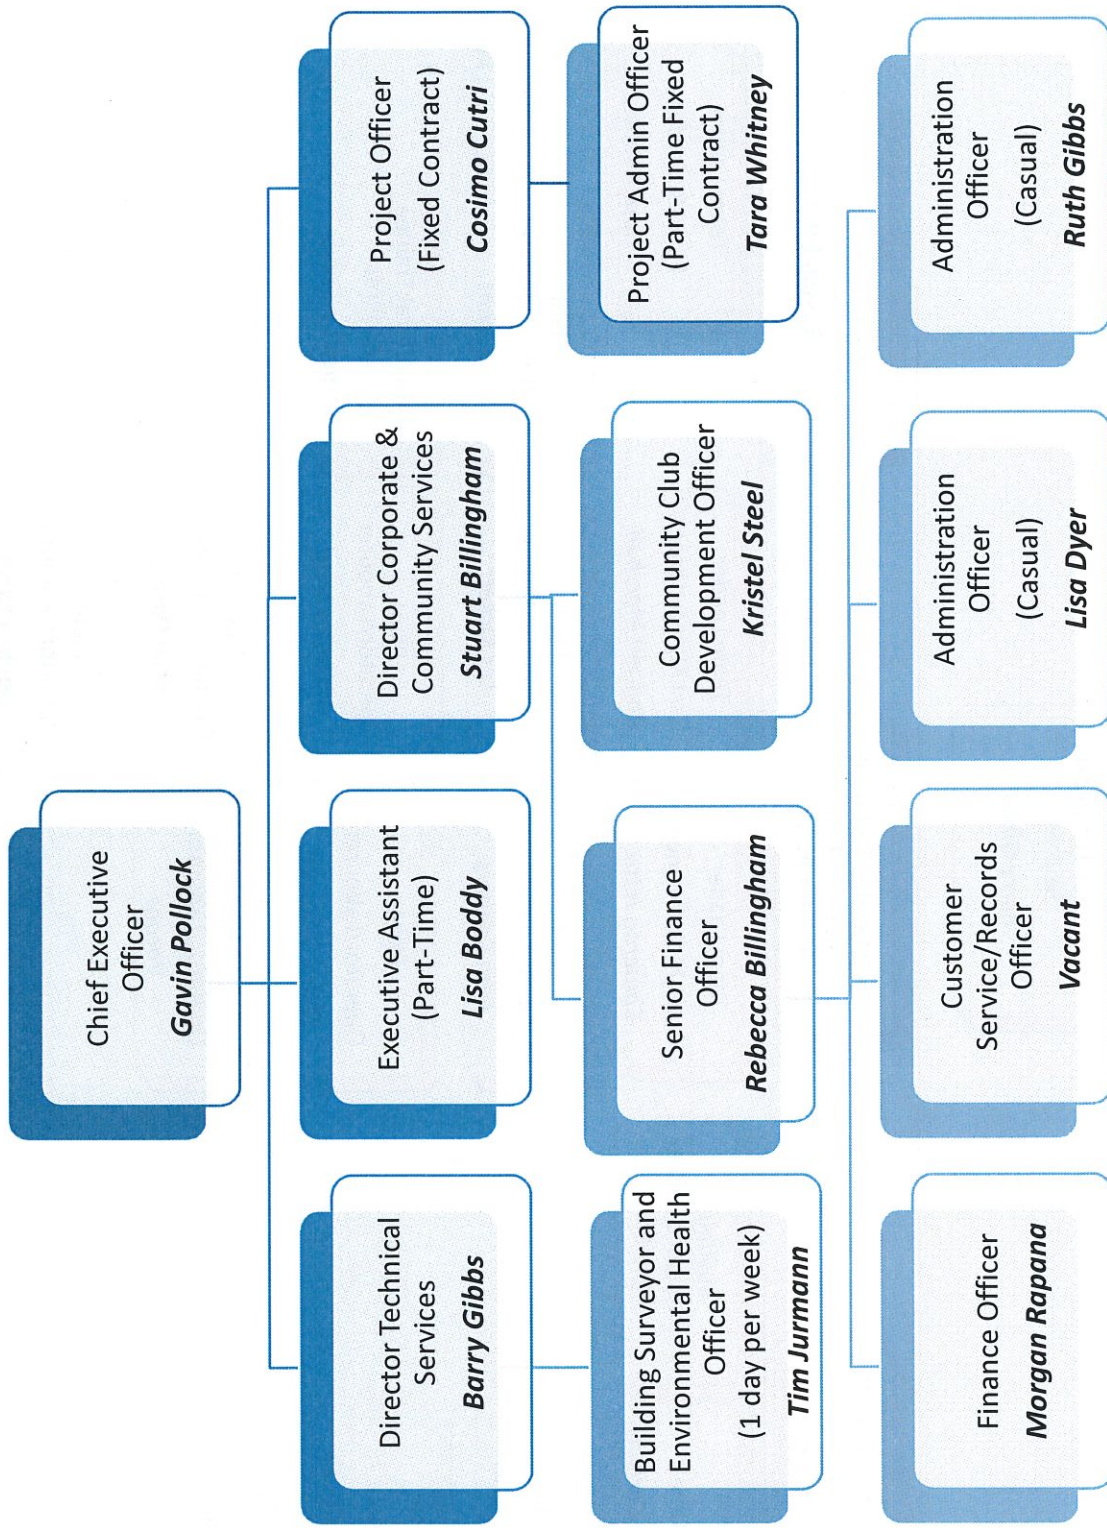 Chief Executive
Officer
Gavin Pollock
Director Technical
Services
Barry Gibbs
Executive Assistant
(Part-Time)
Lisa Boddy
Director Corporate &
Community Services
Stuart Billingham
Project Officer
(Fixed Contract)
Cosimo Cutri
Building Surveyor and
Environmental Health
Officer
(1 day per week)
Tim Jurmann
Senior Finance
Officer
Rebecca Billingham
Community Club
Development Officer
Kristel Steel
Project Admin Officer
(Part-Time Fixed
Contract)
Tara Whitney
Finance Officer
Morgan Rapana
Customer
Service/Records
Officer
Vacant
Administration
Officer
(Casual)
Lisa Dyer
Administration
Officer
(Casual)
Ruth Gibbs